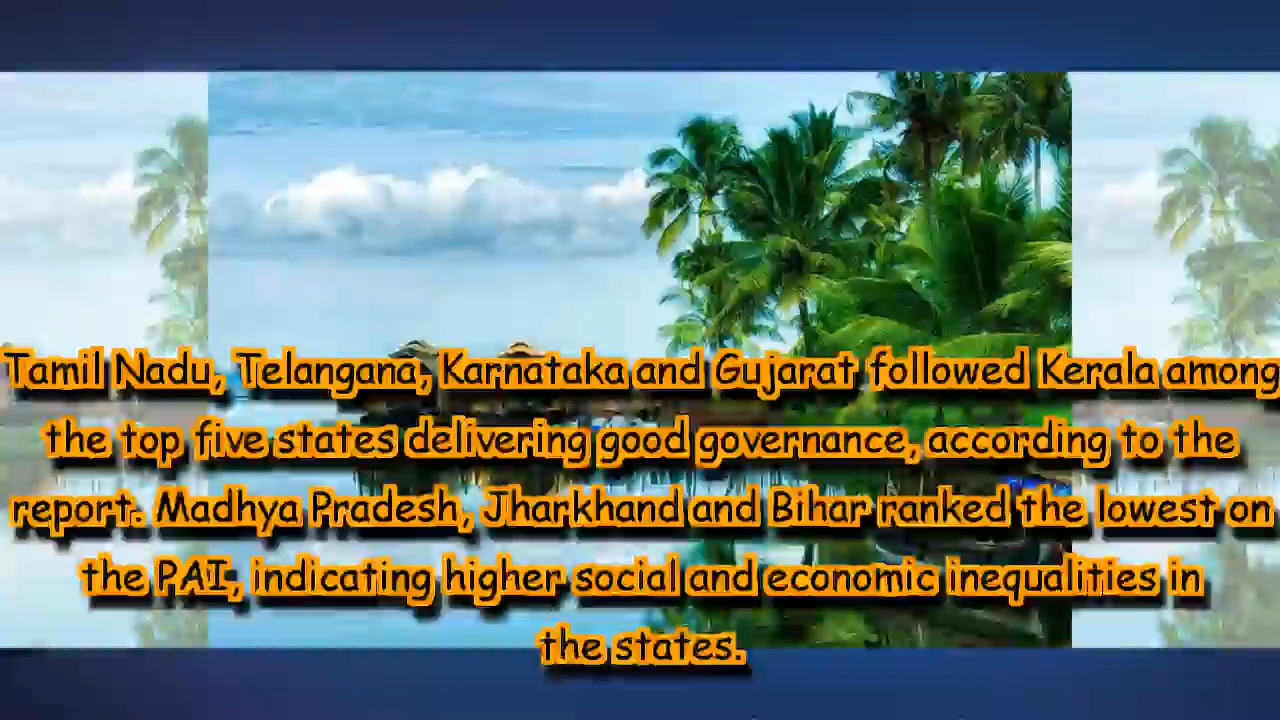 Tamil Nadu, Telangana, Karnataka and Gujarat followed Kerala among
the top five states delivering good governance, according to the
report. Madhya Pradesh, Jharkhand and Bihar ranked the lowest on
the PAI, indicating higher social and economic inequalities in
the states.